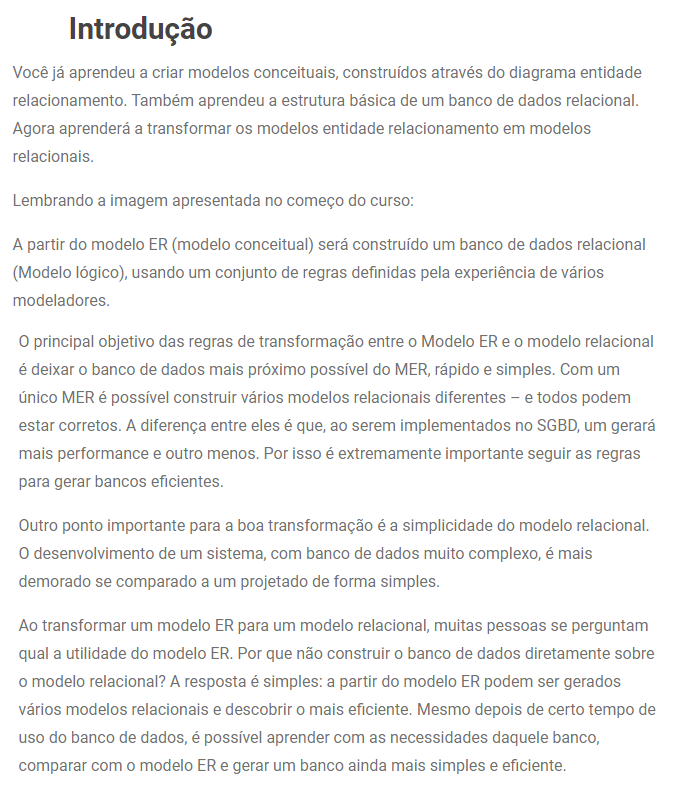 Introdução
Você já aprendeu a criar modelos conceituais, construídos através do diagrama entidade
relacionamento. Também aprendeu a estrutura básica de um banco de dados relacional.
Agora aprenderá a transformar os modelos entidade relacionamento em modelos
relacionais.
Lembrando a imagem apresentada no começo do curso:
A partir do modelo ER (modelo conceitual) será construído um banco de dados relacional
(Modelo lógico), usando um conjunto de regras definidas pela experiência de vários
modeladores.
O principal objetivo das regras de transformação entre o Modelo ER e o modelo relacional
é deixar o banco de dados mais próximo possível do MER, rápido e simples. Com um
único MER é possível construir vários modelos relacionais diferentes – e todos podem
estar corretos. A diferença entre eles é que, ao serem implementados no SGBD, um gerará
mais performance e outro menos. Por isso é extremamente importante seguir as regras
para gerar bancos eficientes.
Outro ponto importante para a boa transformação é a simplicidade do modelo relacional.
O desenvolvimento de um sistema, com banco de dados muito complexo, é mais
demorado se comparado a um projetado de forma simples.
Ao transformar um modelo ER para um modelo relacional, muitas pessoas se perguntam
qual a utilidade do modelo ER. Por que não construir o banco de dados diretamente sobre
o modelo relacional? A resposta é simples: a partir do modelo ER podem ser gerados
vários modelos relacionais e descobrir o mais eficiente. Mesmo depois de certo tempo de
uso do banco de dados, é possível aprender com as necessidades daquele banco,
comparar com o modelo ER e gerar um banco ainda mais simples e eficiente.